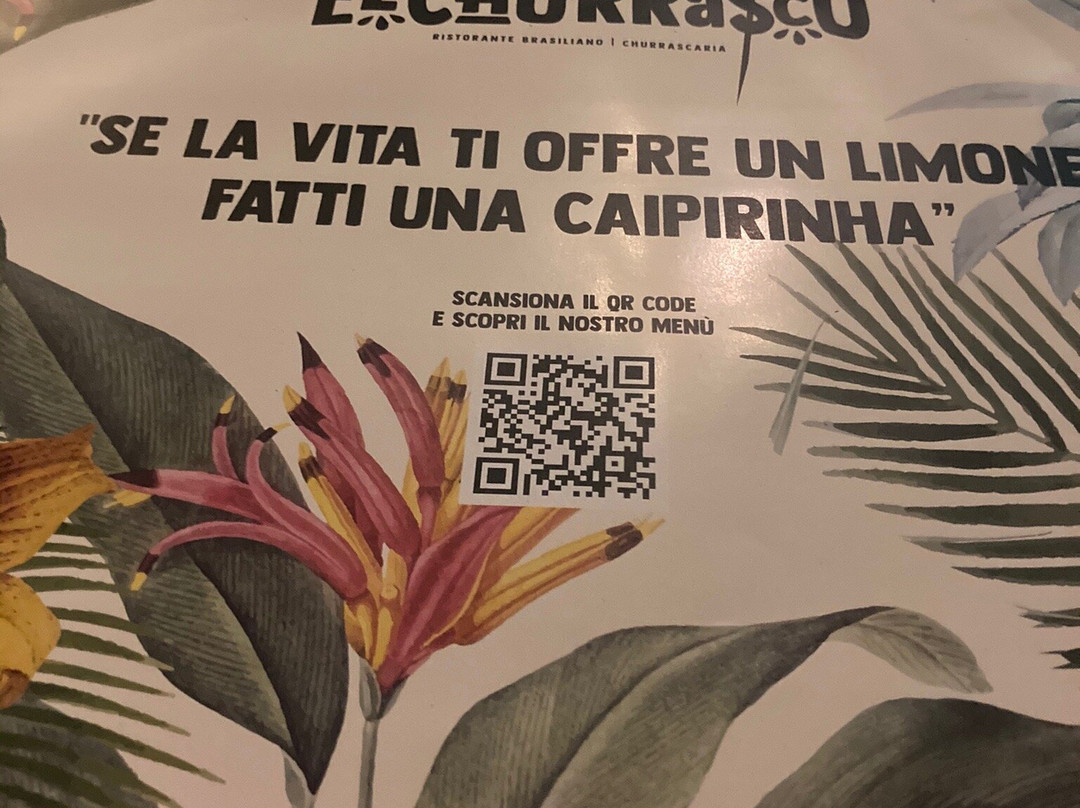 ELCHURRASCO
RISTORANTE BRASILIANO | CHURRASCARIA
"SE LA VITA TI OFFRE UN LIMONE
FATTI UNA CAIPIRINHA"
SCANSIONA IL QR CODE
E SCOPRI IL NOSTRO MENÙ